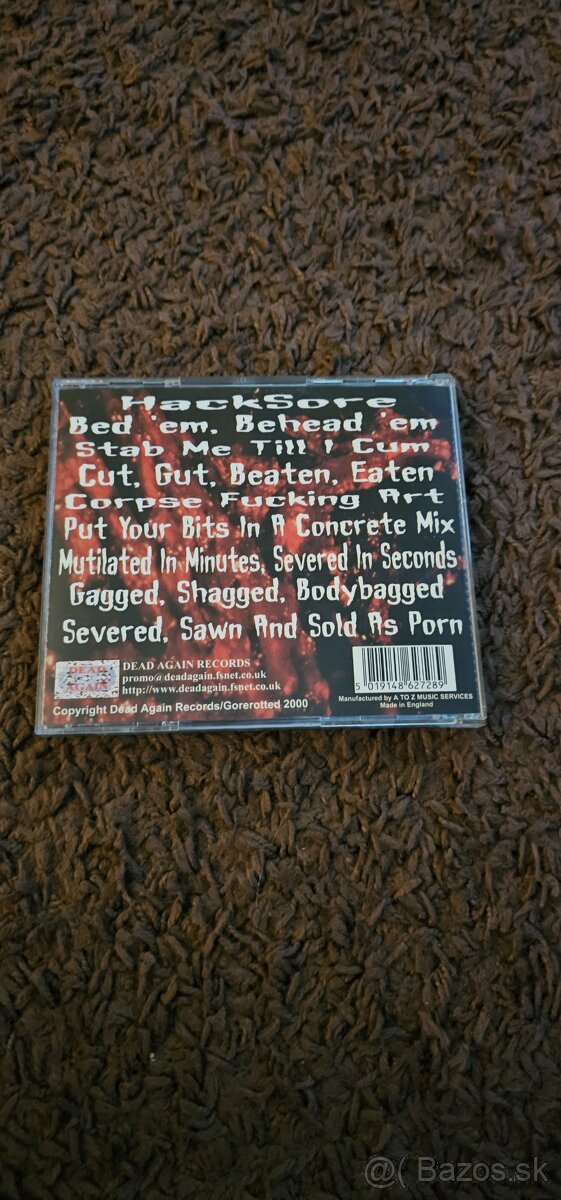 HackSore
Bed 'em, Behead 'em
Stab Me Till I Cum
Cut, Gut, Beaten, Eaten
Corpse Fucking Art
Put Your Bits In A Concrete Mix
Mutilated In Minutes, Severed In Seconds
Gagged, Shagged, Bodybagged
Severed, Sawn And Sold As Porn
DEAD AGAIN
DEAD AGAIN RECORDS
promo@deadagain.fsnet.co.uk
http://www.deadagain.fsnet.co.uk
Copyright Dead Again Records/Gorerotted 2000
5 019148 627289
Manufactured by A TO Z MUSIC SERVICES
Made in England
@( Bazos.sk